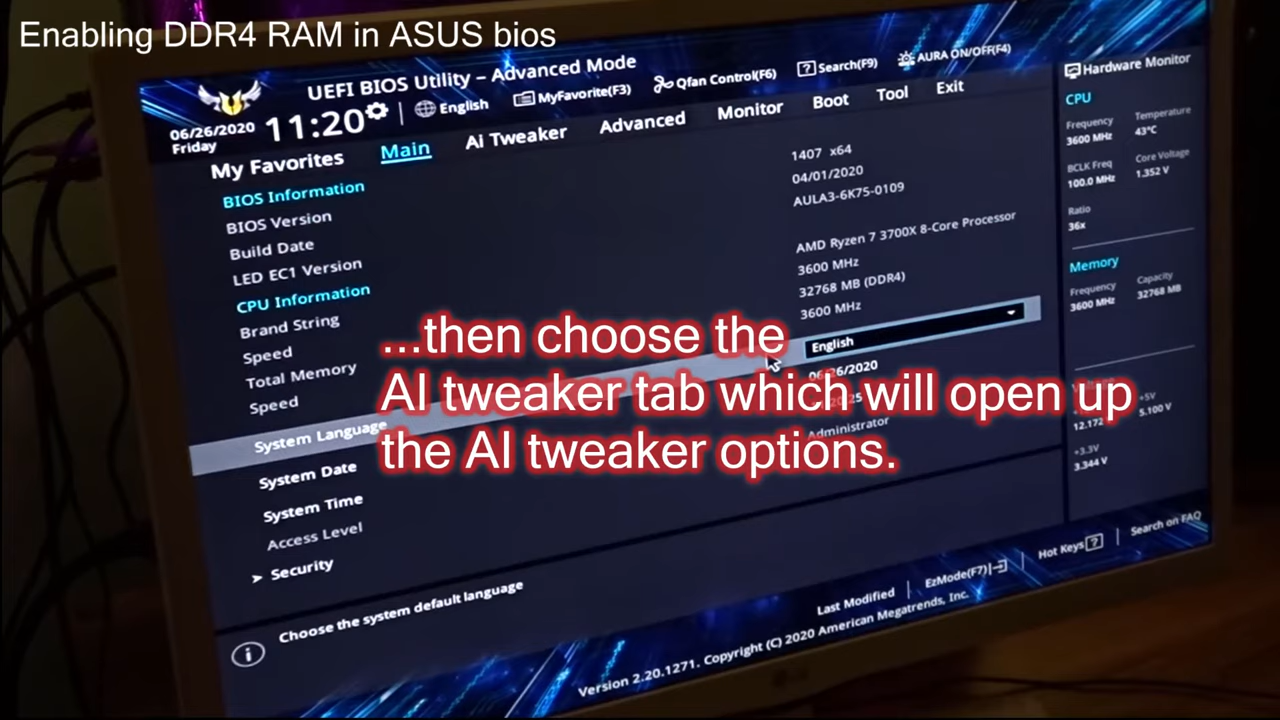 Enabling DDR4 RAM in ASUS bios
UEFI BIOS Utility – Advanced Mode
06/26/2020
Friday
11:20
English
MyFavorite(F3)
Qfan Control(F6)
Search(F9)
AURA ON/OFF(F4)
My Favorites
Main
Ai Tweaker
Advanced
Monitor
Boot
Tool
Exit
BIOS Information
BIOS Version
1407 x64
Build Date
04/01/2020
LED EC1 Version
AULA3-6K75-0109
CPU Information
Brand String
AMD Ryzen 7 3700X 8-Core Processor
Speed
3600 MHz
Total Memory
32768 MB (DDR4)
Speed
3600 MHz
System Language
English
System Date
06/26/2020
System Time
Access Level
Administrator
Security
...then choose the
AI tweaker tab which will open up
the AI tweaker options.
Choose the system default language
Hardware Monitor
CPU
Frequency
Temperature
3600 MHz
43°C
BCLK Freq
Core Voltage
100.0 MHz
1.352 V
Ratio
36x
Memory
Frequency
Capacity
3600 MHz
32768 MB
+5V
12.172
5.100 V
+3.3V
3.344 V
Last Modified
EzMode(F7)
Hot Keys ?
Search on FAQ
Version 2.20.1271. Copyright (C) 2020 American Megatrends, Inc.
LG